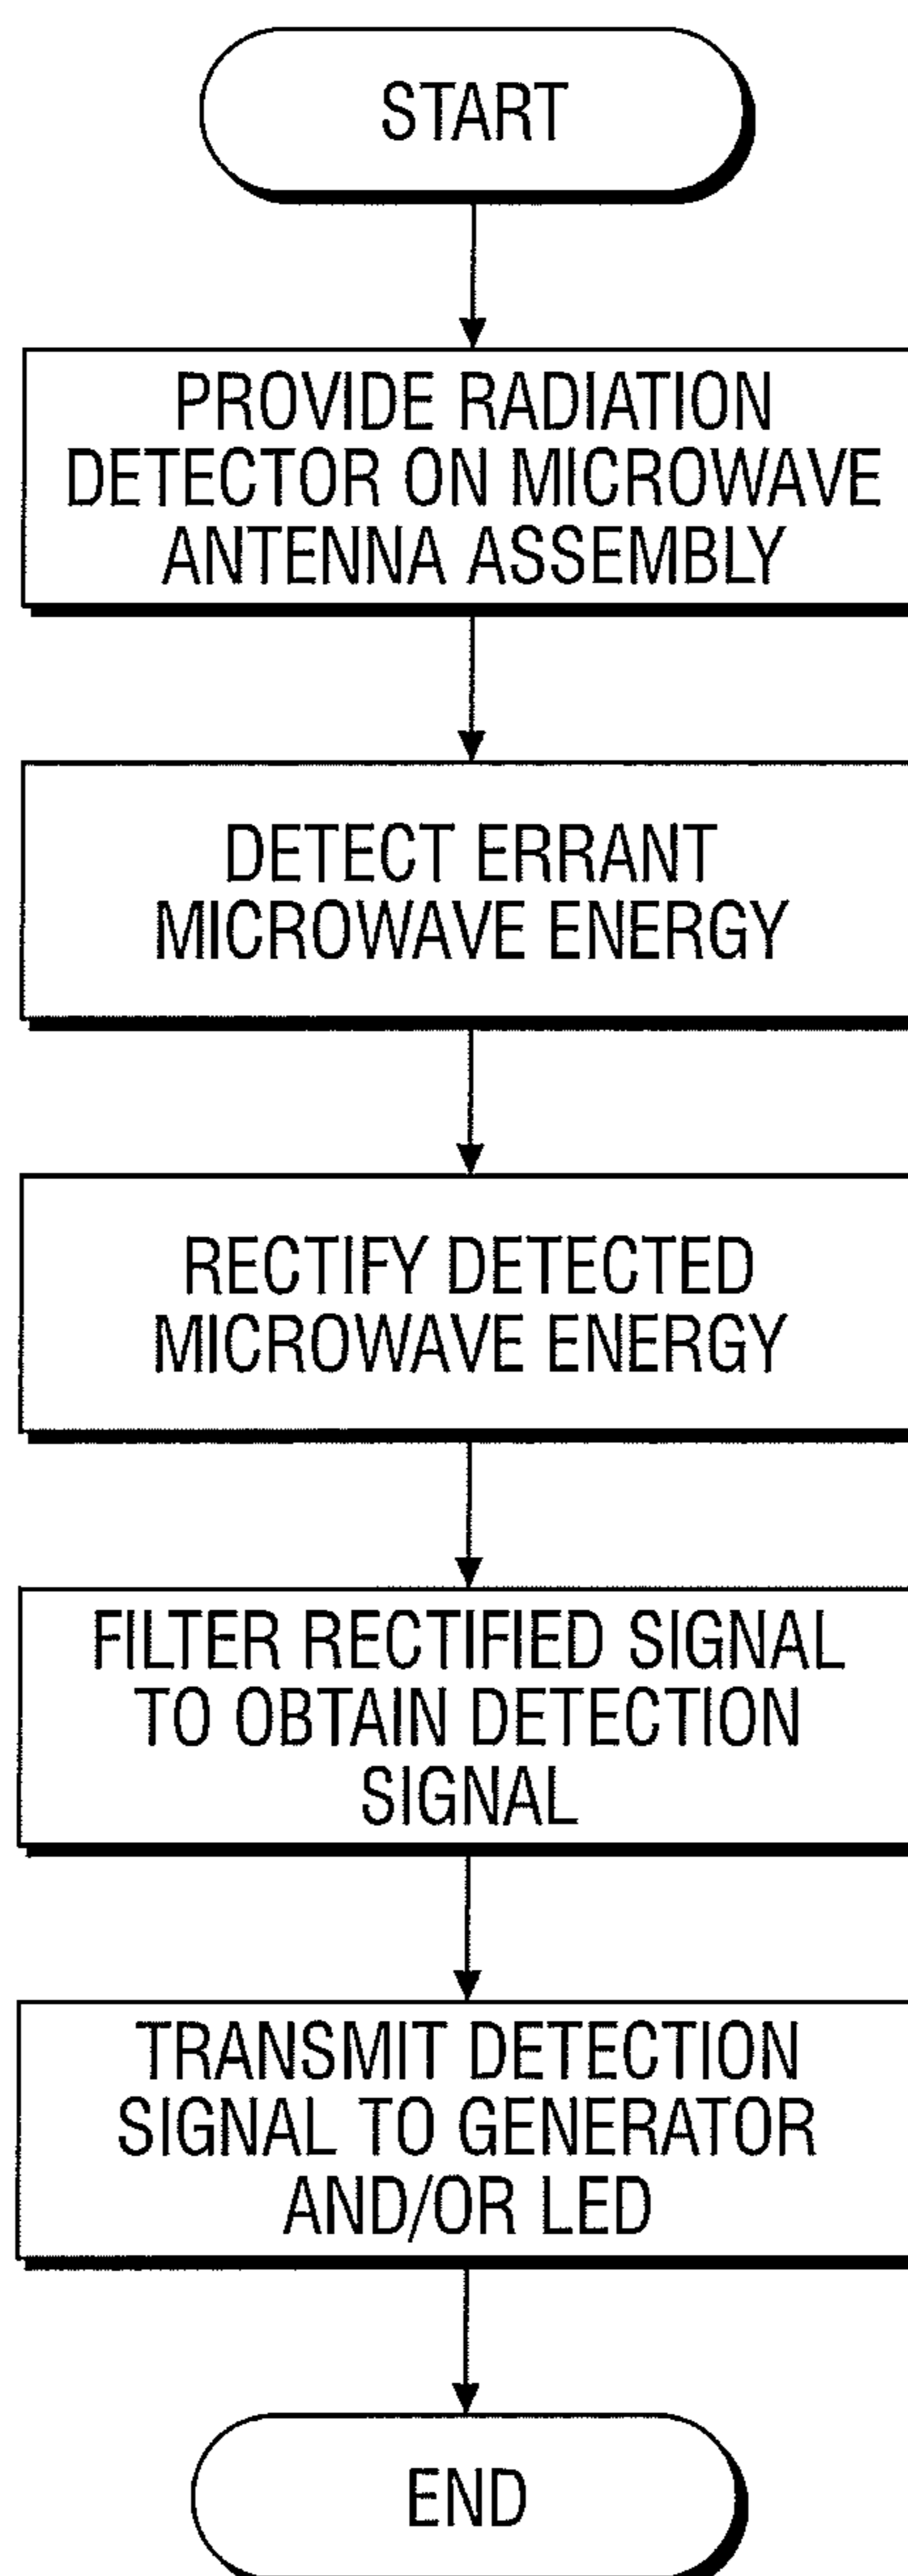 START
PROVIDE RADIATION
DETECTOR ON MICROWAVE
ANTENNA ASSEMBLY
DETECT ERRANT
MICROWAVE ENERGY
RECTIFY DETECTED
MICROWAVE ENERGY
FILTER RECTIFIED SIGNAL
TO OBTAIN DETECTION
SIGNAL
TRANSMIT DETECTION
SIGNAL TO GENERATOR
AND/OR LED
END